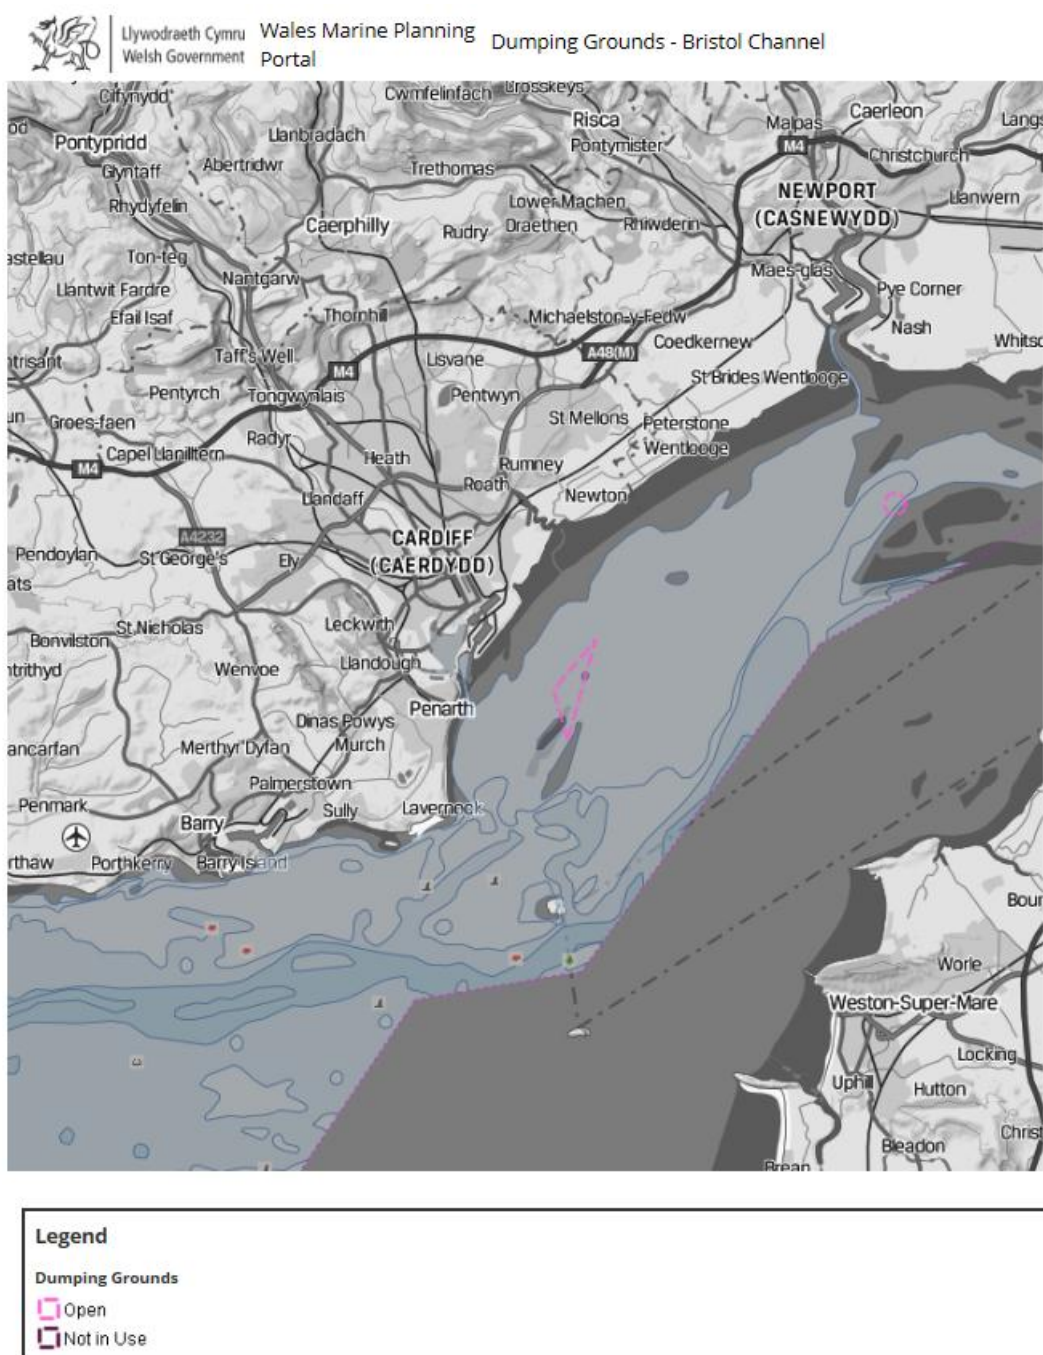 Llywodraeth Cymru
Welsh Government
Wales Marine Planning
Portal
Dumping Grounds - Bristol Channel
Cilfynydd
Cwmfelinfach
Crosskeys
Risca
Malpas
Caerleon
Pontypridd
Llanbradach
Pontymister
M4
Christchurch
Glyntaff
Abertridwr
Trethomas
NEWPORT
(CASNEWYDD)
Llanwern
Rhydyfelin
Lower Machen
Caerphilly
Rudry
Draethen
Rhiwderin
Ton-teg
Nantgarw
Maes-glas
Llantwit Fardre
Pye Corner
Efail Isaf
Thornhill
Michaelston-y-Fedw
Nash
Coedkernew
Taff's Well
Lisvane
A48(M)
M4
St Brides Wentlooge
Pentyrch
Tongwynlais
Pentwyn
Groes-faen
St Mellons
Peterstone
Wentlooge
Radyr
Capel Llanilltern
Heath
Rumney
M4
Roath
Newton
Llandaff
A4232
CARDIFF
(CAERDYDD)
Pendoylan
St George's
Ely
St Nicholas
Leckwith
Bonvilston
Wenvoe
Llandough
Penarth
Dinas Powys
Merthyr Dyfan
Murch
Palmerstown
Penmark
Sully
Lavernock
Barry
Porthkerry
Barry Island
Worle
Weston-Super-Mare
Locking
Uphill
Hutton
Bleadon
Brean
Legend
Dumping Grounds
Open
Not in Use